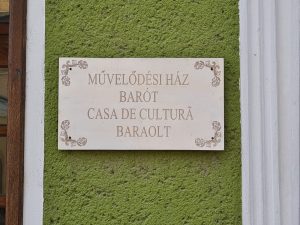 MŰVELŐDÉSI HÁZ
BARÓT
CASA DE CULTURĂ
BARAOLT